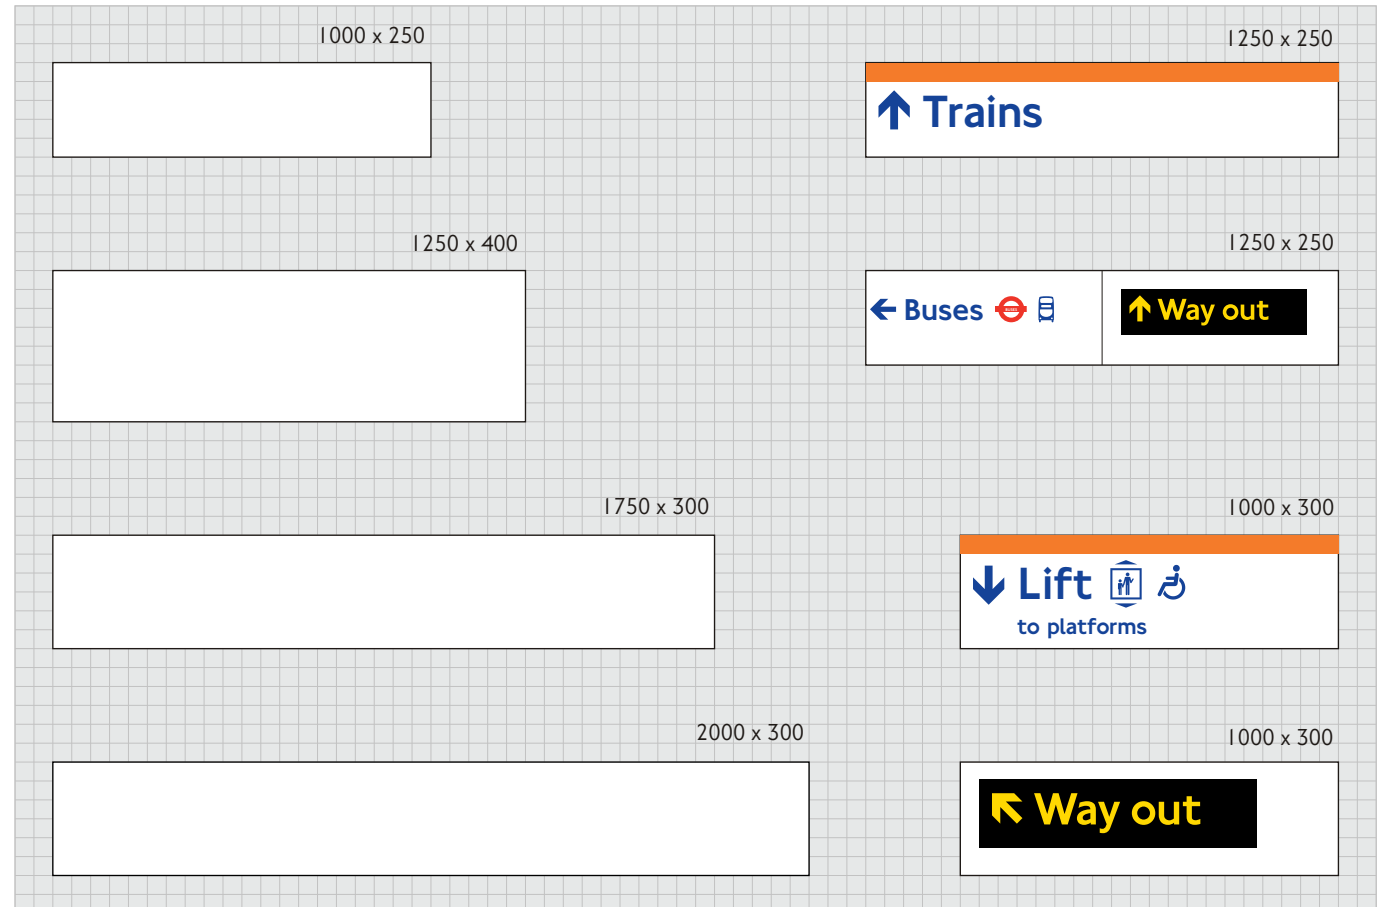 1000 x 250
1250 x 250
Trains
1250 x 400
1250 x 250
Buses
Way out
1750 x 300
1000 x 300
Lift
to platforms
2000 x 300
1000 x 300
Way out